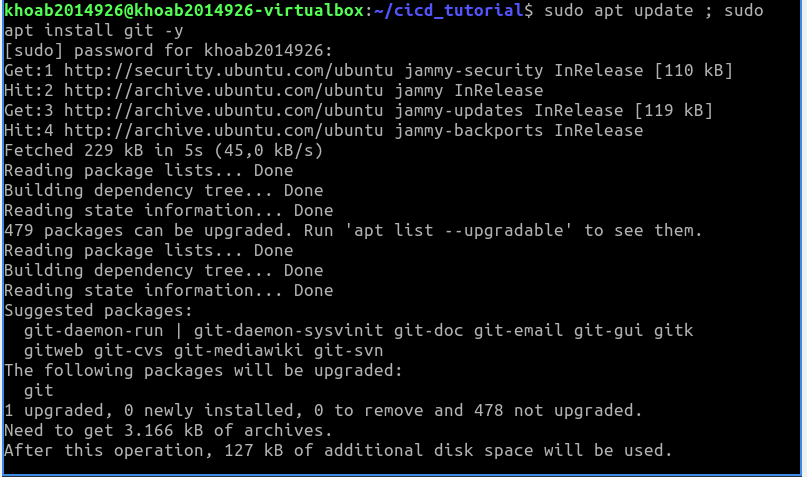 khoab2014926@khoab2014926-virtualbox:~/cicd_tutorial$ sudo apt update ; sudo
apt install git -y
[sudo] password for khoab2014926:
Get:1 http://security.ubuntu.com/ubuntu jammy-security InRelease [110 kB]
Hit:2 http://archive.ubuntu.com/ubuntu jammy InRelease
Get:3 http://archive.ubuntu.com/ubuntu jammy-updates InRelease [119 kB]
Hit:4 http://archive.ubuntu.com/ubuntu jammy-backports InRelease
Fetched 229 kB in 5s (45,0 kB/s)
Reading package lists... Done
Building dependency tree... Done
Reading state information... Done
479 packages can be upgraded. Run 'apt list --upgradable' to see them.
Reading package lists... Done
Building dependency tree... Done
Reading state information... Done
Suggested packages:
  git-daemon-run | git-daemon-sysvinit git-doc git-email git-gui gitk
  gitweb git-cvs git-mediawiki git-svn
The following packages will be upgraded:
  git
1 upgraded, 0 newly installed, 0 to remove and 478 not upgraded.
Need to get 3.166 kB of archives.
After this operation, 127 kB of additional disk space will be used.